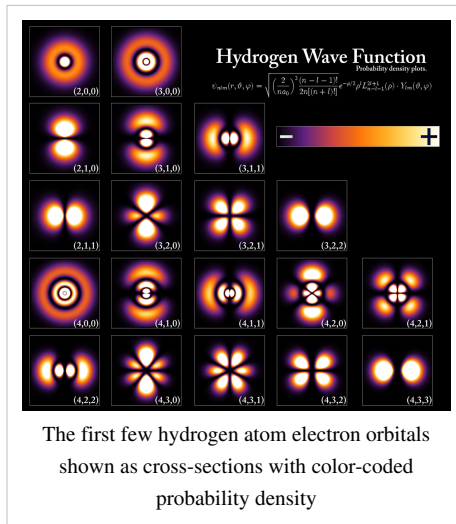 Hydrogen Wave Function
Probability density plots.
(2,0,0) (3,0,0)
(2,1,0) (3,1,0) (3,1,1)
− +
(2,1,1) (3,2,0) (3,2,1) (3,2,2)
(4,0,0) (4,1,0) (4,1,1) (4,2,0) (4,2,1)
(4,2,2) (4,3,0) (4,3,1) (4,3,2) (4,3,3)
The first few hydrogen atom electron orbitals
shown as cross-sections with color-coded
probability density